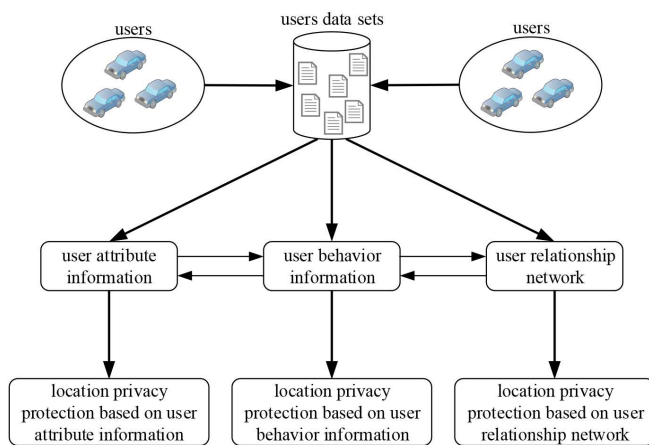 users data sets
users
users
user attribute
information
user behavior
information
user relationship
network
location privacy
protection based on user
attribute information
location privacy
protection based on user
behavior information
location privacy
protection based on user
relationship network